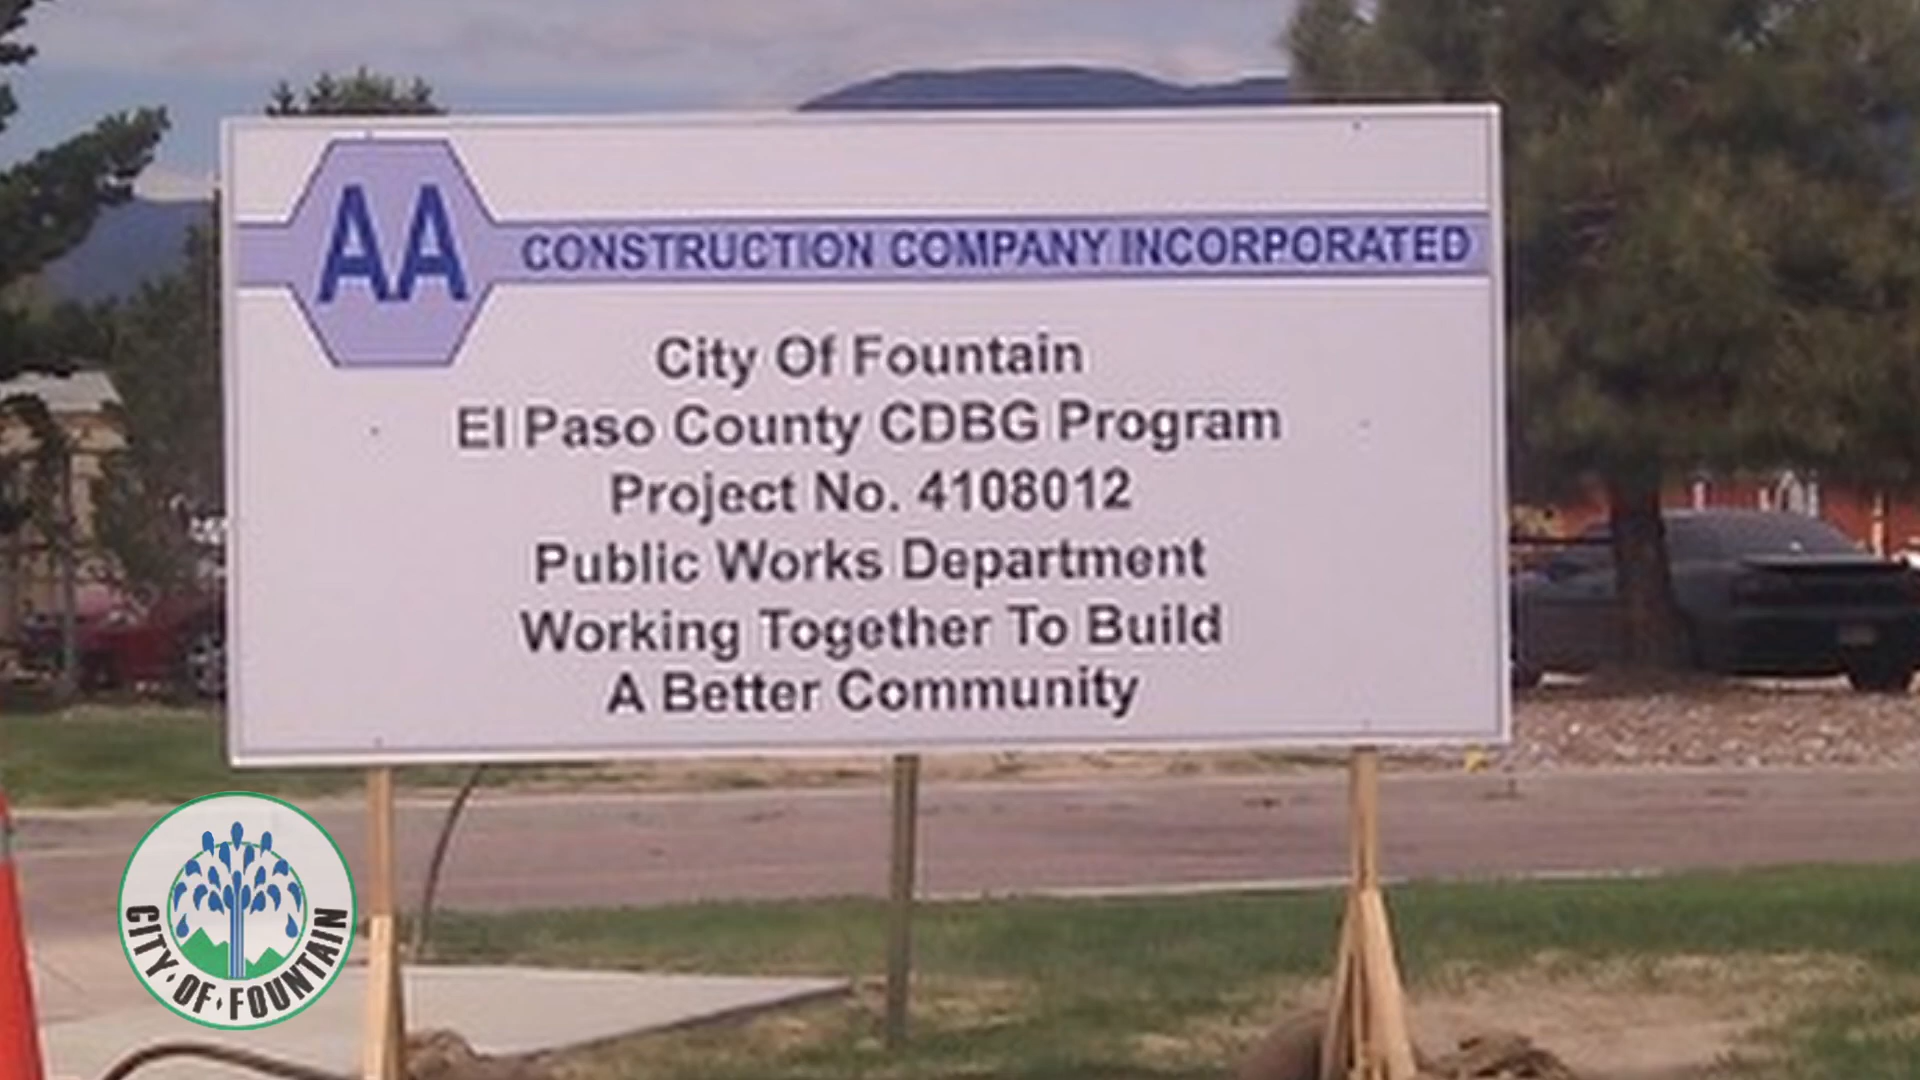 AA
CONSTRUCTION COMPANY INCORPORATED
City Of Fountain
El Paso County CDBG Program
Project No. 4108012
Public Works Department
Working Together To Build
A Better Community
CITY OF FOUNTAIN